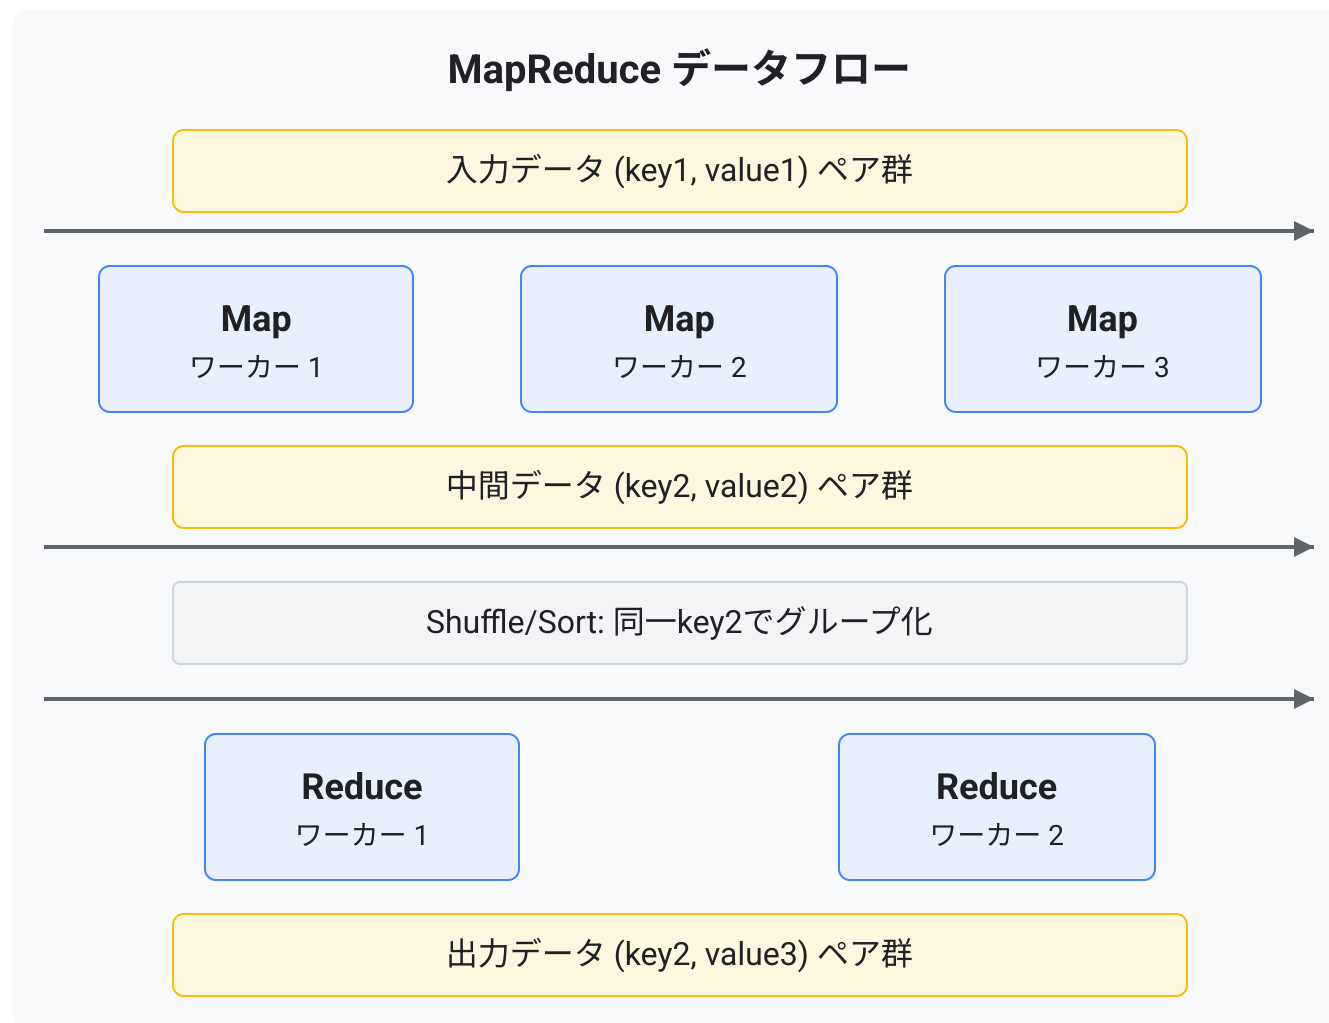 MapReduce データフロー
入力データ (key1, value1) ペア群
Map
ワーカー 1
Map
ワーカー 2
Map
ワーカー 3
中間データ (key2, value2) ペア群
Shuffle/Sort: 同一key2でグループ化
Reduce
ワーカー 1
Reduce
ワーカー 2
出力データ (key2, value3) ペア群